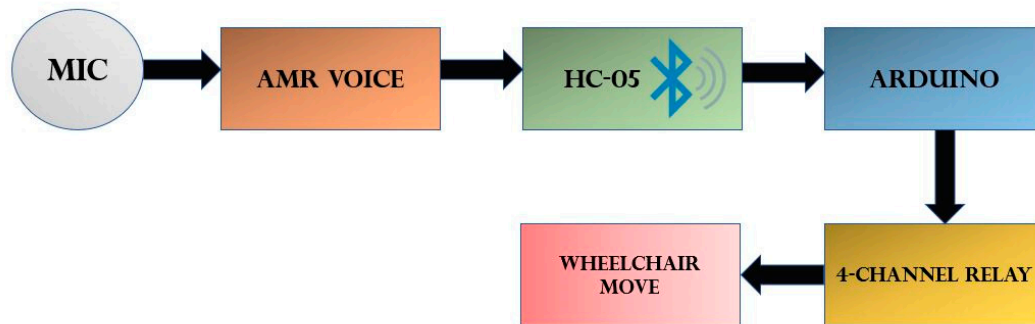 MIC
AMR VOICE
HC-05
ARDUINO
WHEELCHAIR
MOVE
4-CHANNEL RELAY